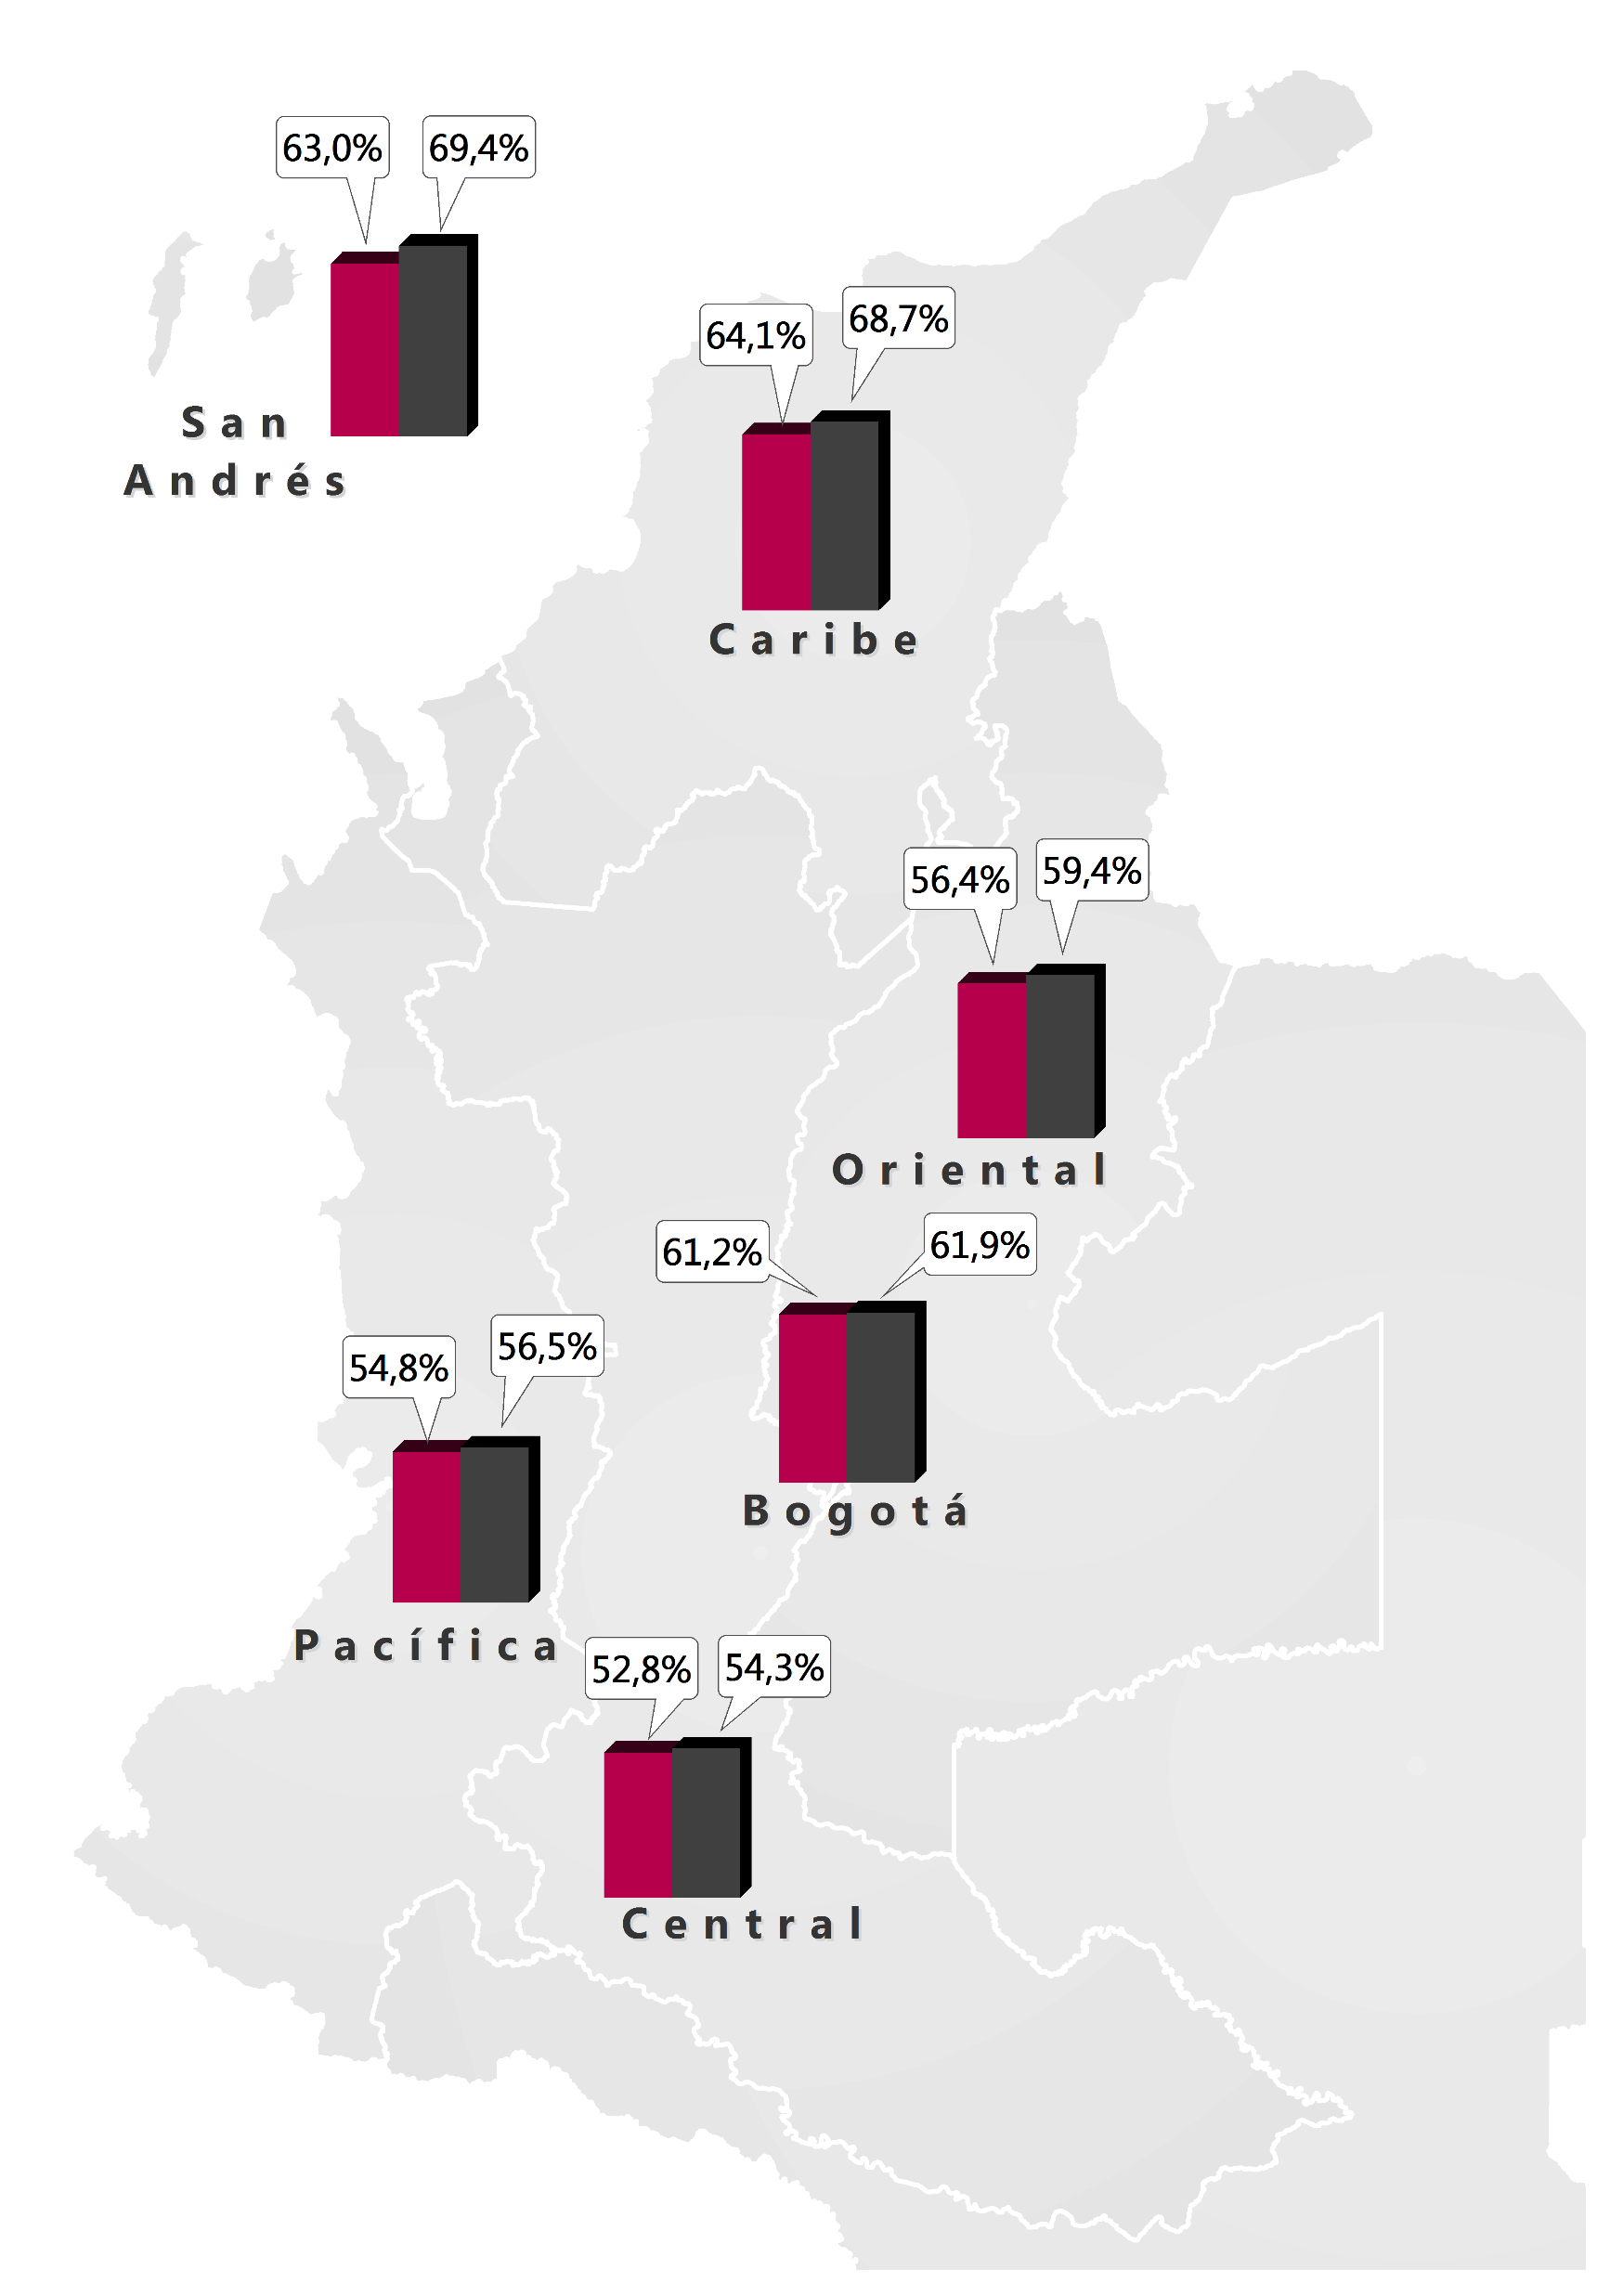 63,0%
69,4%
San
Andrés
64,1%
68,7%
Caribe
56,4%
59,4%
Oriental
61,2%
61,9%
Bogotá
54,8%
56,5%
Pacífica
52,8%
54,3%
Central